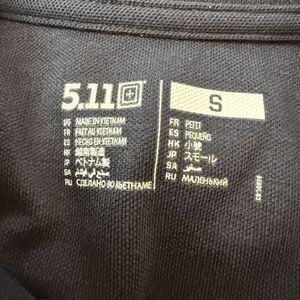 5.11
US MADE IN VIETNAM
FR FAIT AU VIETNAM
ES HECHO EN VIETNAM
HK 越南製造
JP ベトナム製
SA صنع في فيتنام
RU СДЕЛАНО ВО ВЬЕТНАМЕ
S
FR PETIT
ES PEQUEÑO
HK 小號
JP スモール
SA صغير
RU МАЛЕНЬКИЙ